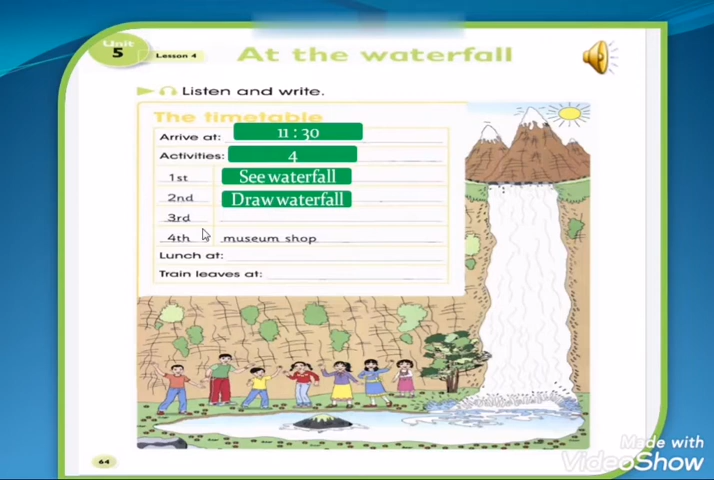 Unit
5
Lesson 4
At the waterfall
Listen and write.
The timetable
Arrive at: 11 : 30
Activities: 4
1st See waterfall
2nd Draw waterfall
3rd
4th museum shop
Lunch at:
Train leaves at:
64
Made with
VideoShow